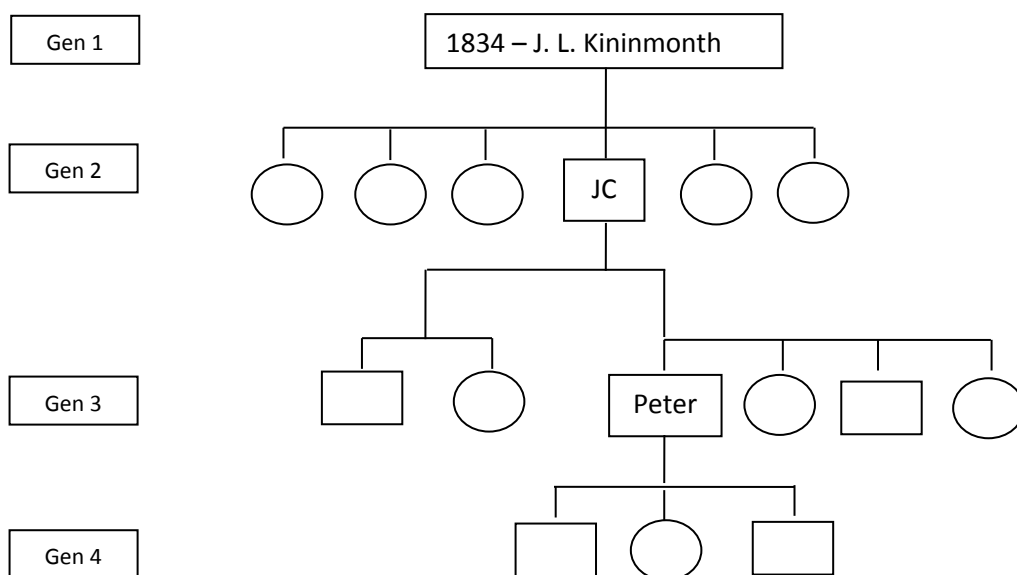 Gen 1
1834 – J. L. Kininmonth
Gen 2
JC
Gen 3
Peter
Gen 4